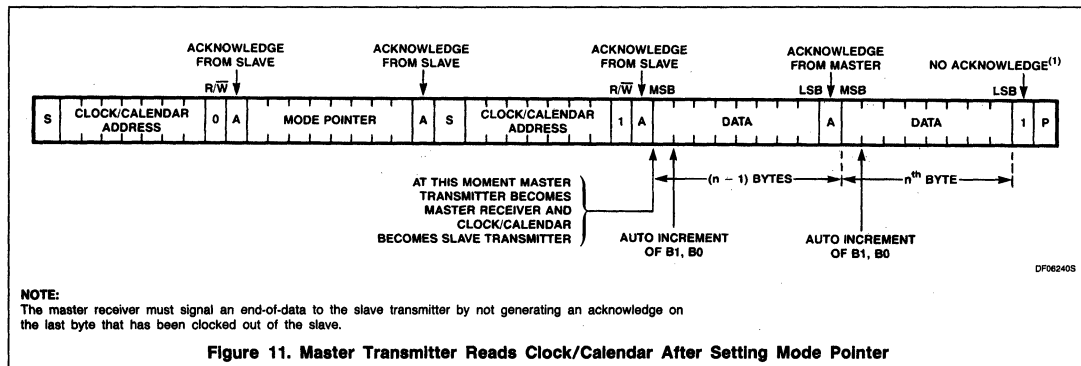 ACKNOWLEDGE
FROM SLAVE
ACKNOWLEDGE
FROM SLAVE
ACKNOWLEDGE
FROM SLAVE
ACKNOWLEDGE
FROM MASTER
NO ACKNOWLEDGE(1)
R/W̅
R/W̅
MSB
LSB
MSB
LSB
S
CLOCK/CALENDAR
ADDRESS
0
A
MODE POINTER
A
S
CLOCK/CALENDAR
ADDRESS
1
A
DATA
A
DATA
1
P
(n − 1) BYTES
nth BYTE
AT THIS MOMENT MASTER
TRANSMITTER BECOMES
MASTER RECEIVER AND
CLOCK/CALENDAR
BECOMES SLAVE TRANSMITTER
AUTO INCREMENT
OF B1, B0
AUTO INCREMENT
OF B1, B0
DF06240S
NOTE:
The master receiver must signal an end-of-data to the slave transmitter by not generating an acknowledge on
the last byte that has been clocked out of the slave.
Figure 11. Master Transmitter Reads Clock/Calendar After Setting Mode Pointer